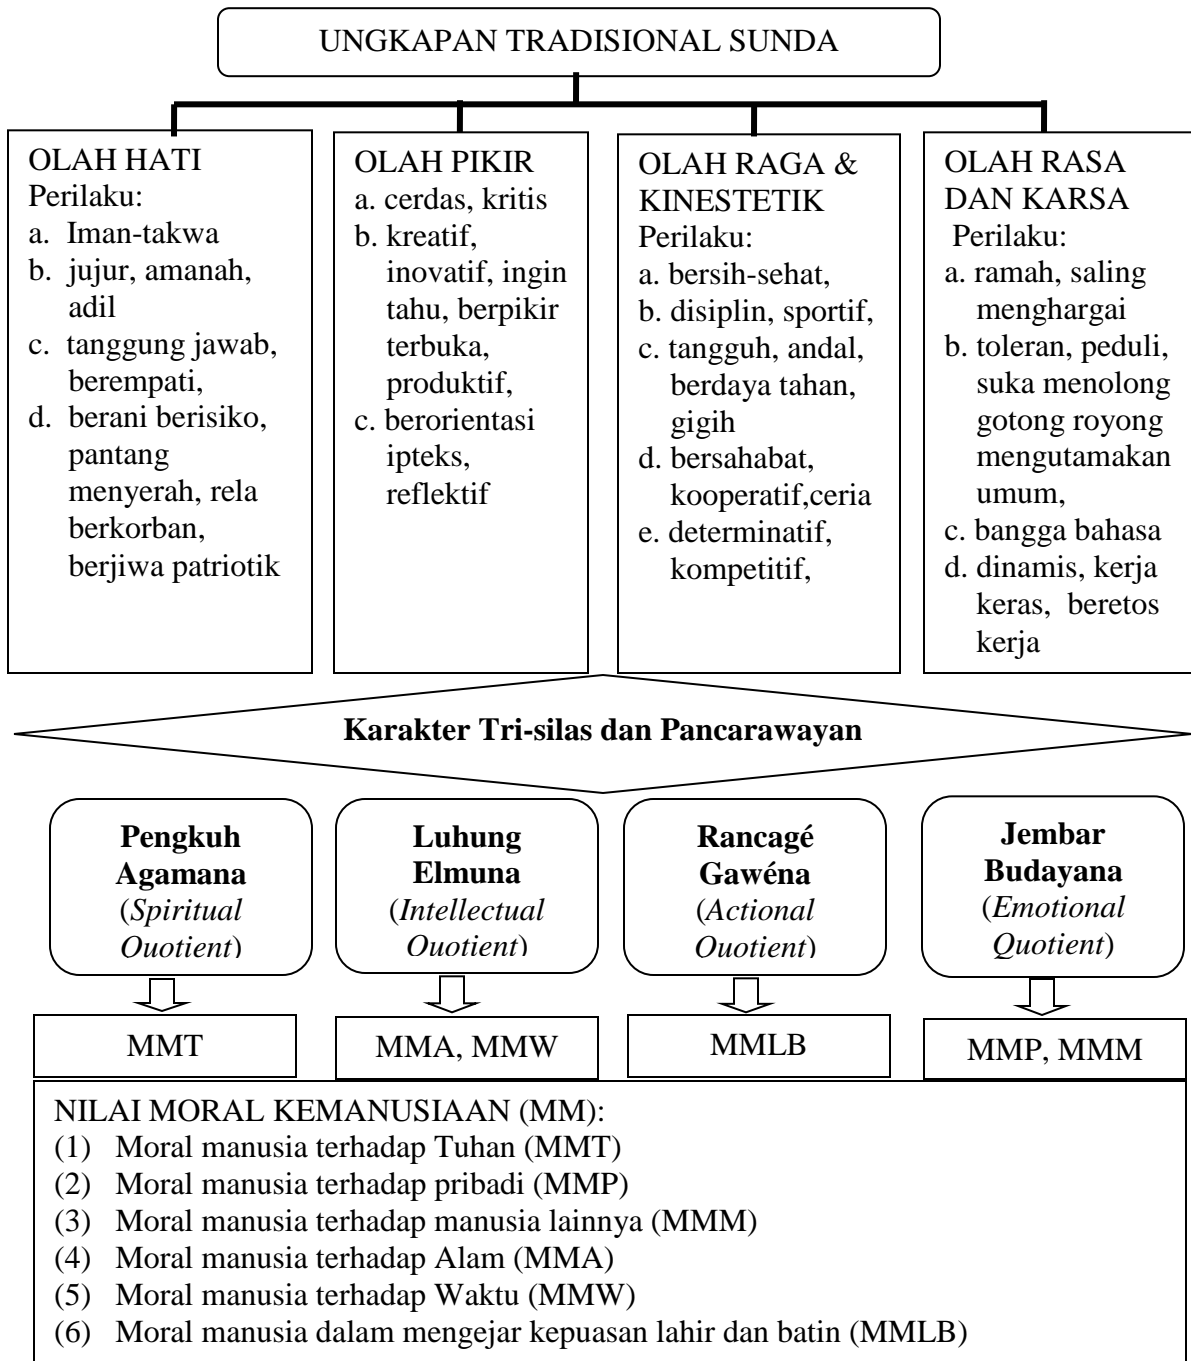 UNGKAPAN TRADISIONAL SUNDA
OLAH HATI
Perilaku:
a. Iman-takwa
b. jujur, amanah,
adil
c. tanggung jawab,
berempati,
d. berani berisiko,
pantang
menyerah, rela
berkorban,
berjiwa patriotik
OLAH PIKIR
a. cerdas, kritis
b. kreatif,
inovatif, ingin
tahu, berpikir
terbuka,
produktif,
c. berorientasi
ipteks,
reflektif
OLAH RAGA &
KINESTETIK
Perilaku:
a. bersih-sehat,
b. disiplin, sportif,
c. tangguh, andal,
berdaya tahan,
gigih
d. bersahabat,
kooperatif,ceria
e. determinatif,
kompetitif,
OLAH RASA
DAN KARSA
Perilaku:
a. ramah, saling
menghargai
b. toleran, peduli,
suka menolong
gotong royong
mengutamakan
umum,
c. bangga bahasa
d. dinamis, kerja
keras, beretos
kerja
Karakter Tri-silas dan Pancarawayan
Pengkuh
Agamana
(Spiritual
Quotient)
Luhung
Elmuna
(Intellectual
Quotient)
Rancagé
Gawéna
(Actional
Quotient)
Jembar
Budayana
(Emotional
Quotient)
MMT
MMA, MMW
MMLB
MMP, MMM
NILAI MORAL KEMANUSIAAN (MM):
(1) Moral manusia terhadap Tuhan (MMT)
(2) Moral manusia terhadap pribadi (MMP)
(3) Moral manusia terhadap manusia lainnya (MMM)
(4) Moral manusia terhadap Alam (MMA)
(5) Moral manusia terhadap Waktu (MMW)
(6) Moral manusia dalam mengejar kepuasan lahir dan batin (MMLB)